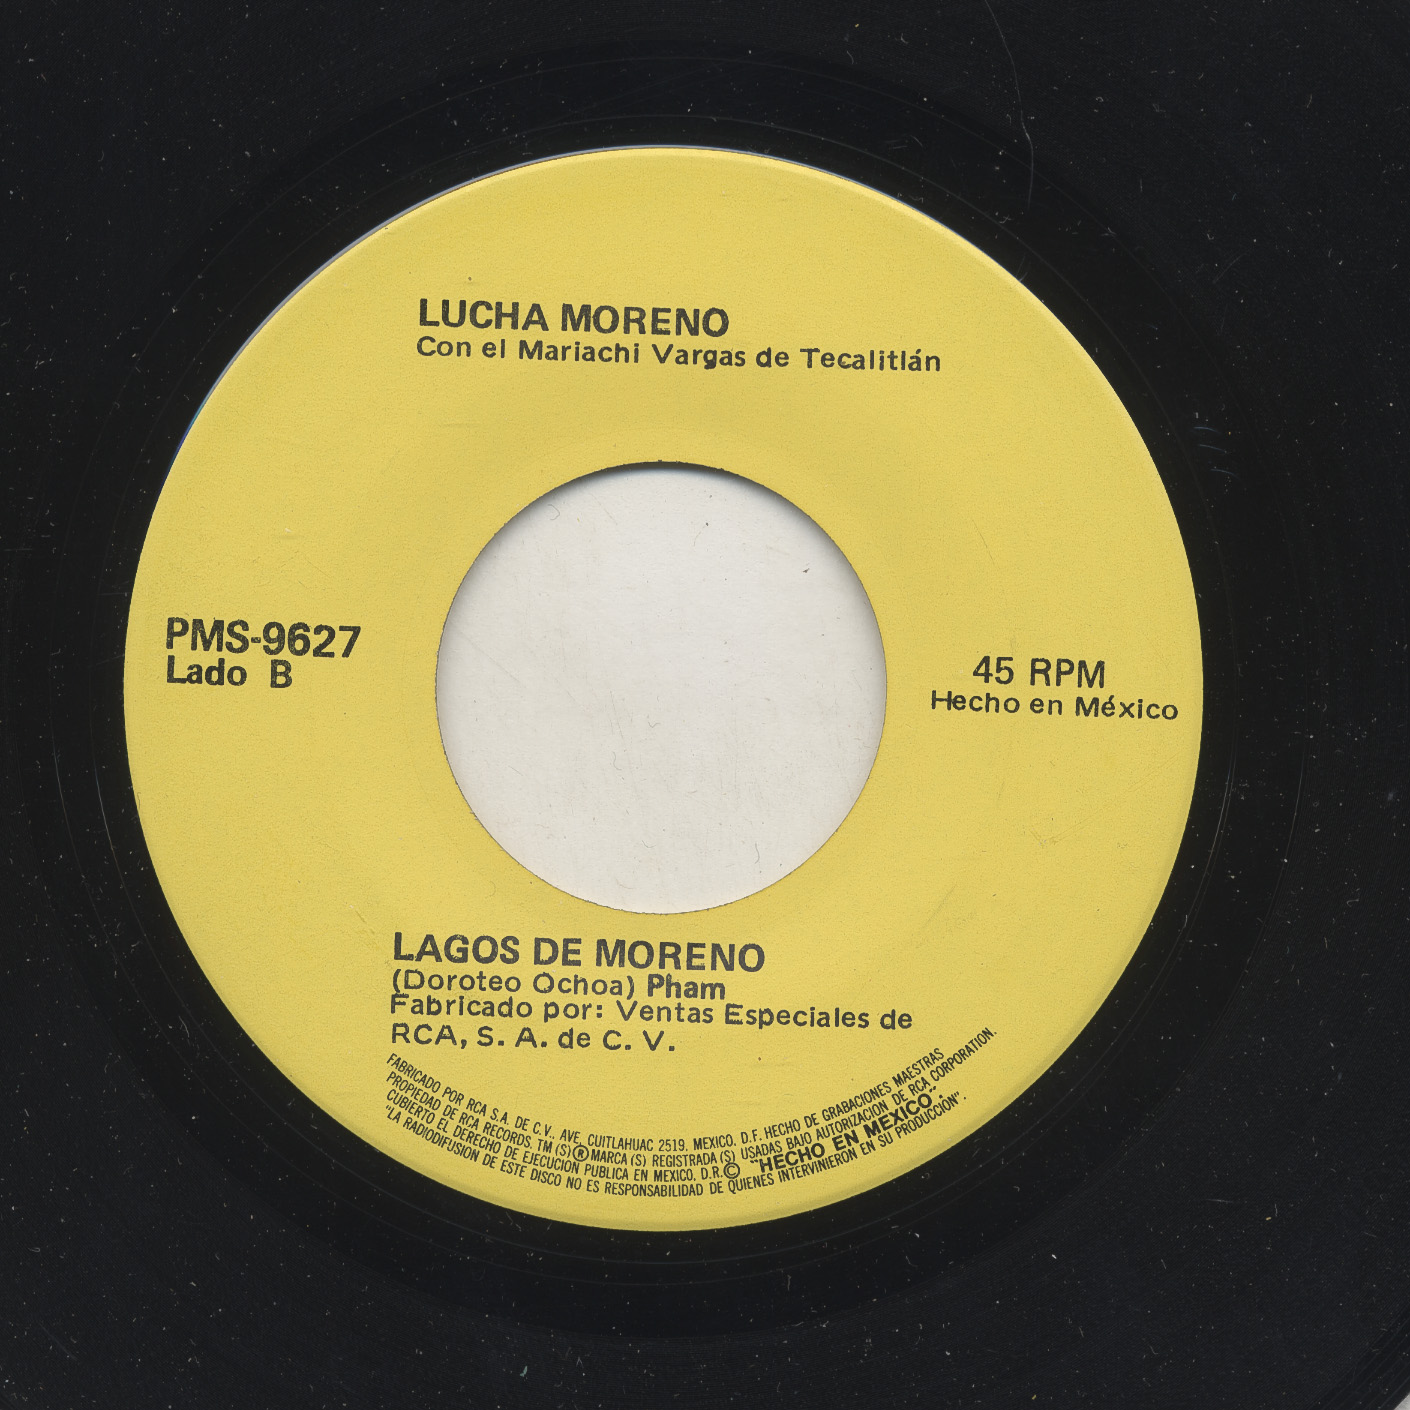 LUCHA MORENO
Con el Mariachi Vargas de Tecalitlán
PMS-9627
Lado B
45 RPM
Hecho en México
LAGOS DE MORENO
(Doroteo Ochoa) Pham
Fabricado por: Ventas Especiales de
RCA, S. A. de C. V.
FABRICADO POR RCA S.A. DE C.V., AVE. CUITLAHUAC 2519, MEXICO, D.F. HECHO DE GRABACIONES MAESTRAS
PROPIEDAD DE RCA RECORDS. TM (S) ® MARCA (S) REGISTRADA (S) USADAS BAJO AUTORIZACION DE RCA CORPORATION.
CUBIERTO EL DERECHO DE EJECUCION PUBLICA EN MEXICO, D.R. © "HECHO EN MEXICO".
"LA RADIODIFUSION DE ESTE DISCO NO ES RESPONSABILIDAD DE QUIENES INTERVINIERON EN SU PRODUCCIÓN".